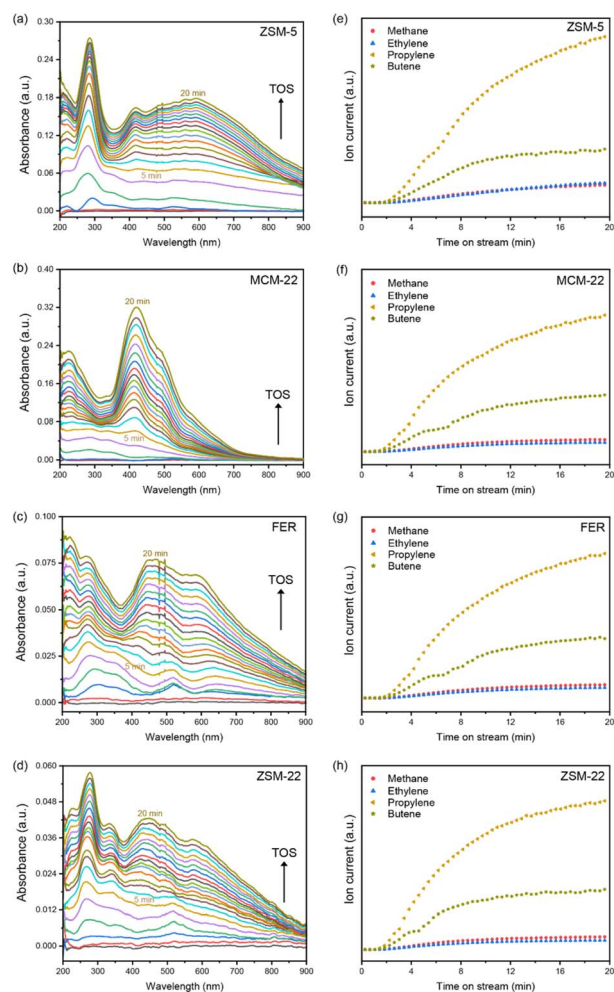 (a)
ZSM-5
0.30
0.24
0.18
0.12
0.06
0.00
Absorbance (a.u.)
20 min
5 min
TOS
200 300 400 500 600 700 800 900
Wavelength (nm)
(e)
ZSM-5
Methane
Ethylene
Propylene
Butene
Ion current (a.u.)
0 4 8 12 16 20
Time on stream (min)
(b)
MCM-22
0.40
0.32
0.24
0.16
0.08
0.00
Absorbance (a.u.)
20 min
5 min
TOS
200 300 400 500 600 700 800 900
Wavelength (nm)
(f)
MCM-22
Methane
Ethylene
Propylene
Butene
Ion current (a.u.)
0 4 8 12 16 20
Time on stream (min)
(c)
FER
0.100
0.075
0.050
0.025
0.000
Absorbance (a.u.)
20 min
5 min
TOS
200 300 400 500 600 700 800 900
Wavelength (nm)
(g)
FER
Methane
Ethylene
Propylene
Butene
Ion current (a.u.)
0 4 8 12 16 20
Time on stream (min)
(d)
ZSM-22
0.060
0.048
0.036
0.024
0.012
0.000
Absorbance (a.u.)
20 min
5 min
TOS
200 300 400 500 600 700 800 900
Wavelength (nm)
(h)
ZSM-22
Methane
Ethylene
Propylene
Butene
Ion current (a.u.)
0 4 8 12 16 20
Time on stream (min)